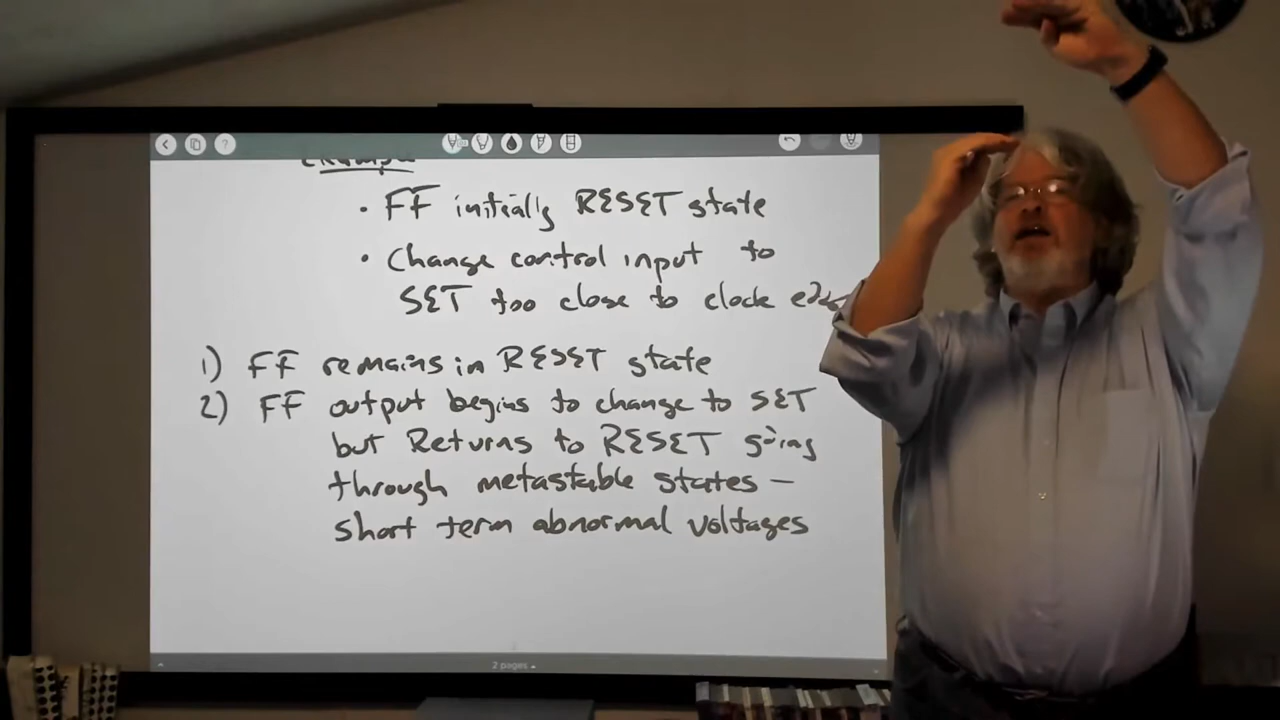 · FF initially RESET state
· Change control input to
SET too close to clock
1) FF remains in RESET state
2) FF output begins to change to SET
but Returns to RESET going
through metastable states —
short term abnormal voltages
2 pages